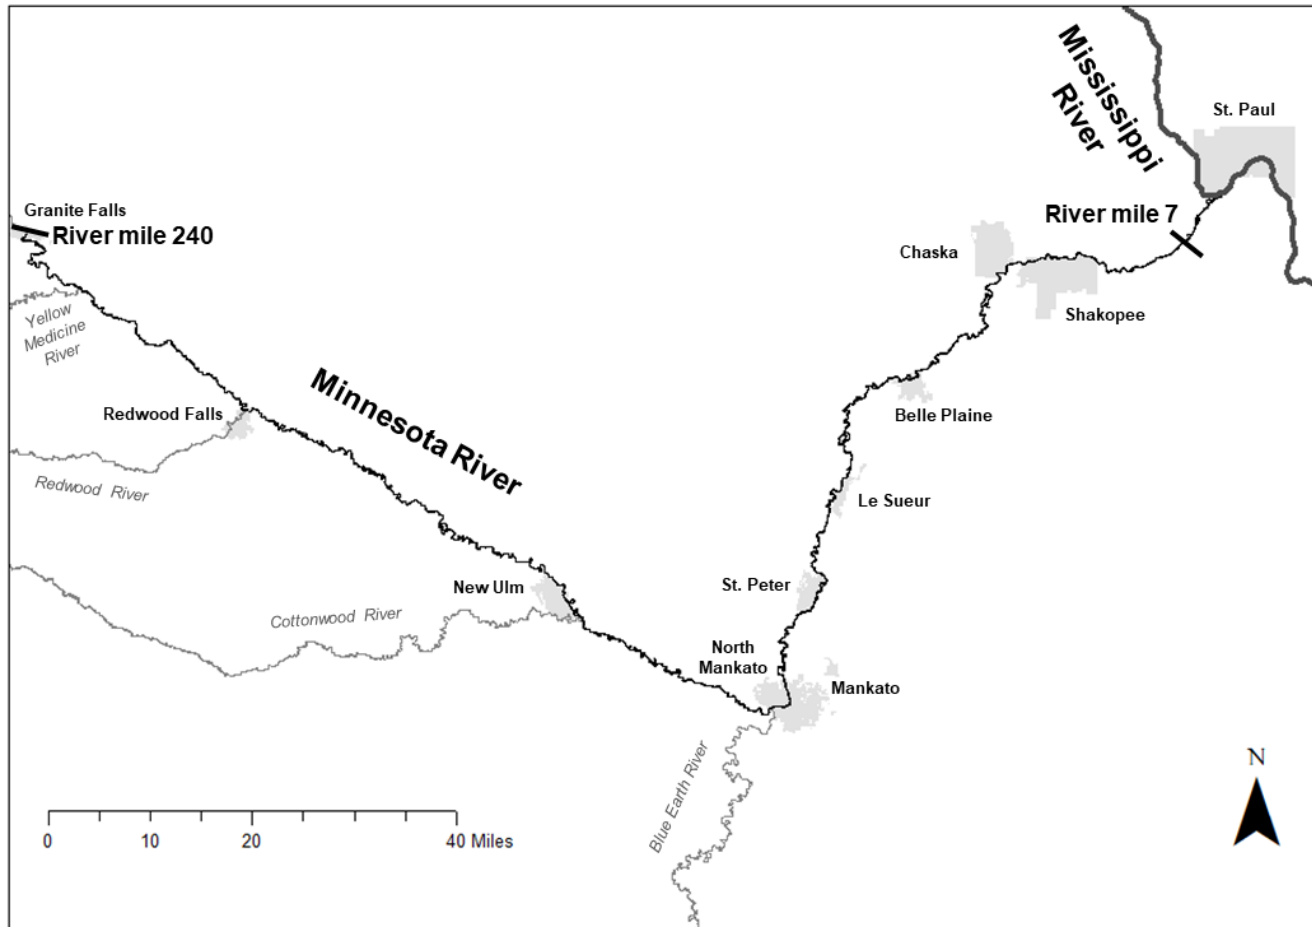 Mississippi
River
St. Paul
Granite Falls
River mile 240
River mile 7
Chaska
Shakopee
Yellow
Medicine
River
Minnesota River
Redwood Falls
Belle Plaine
Redwood River
Le Sueur
New Ulm
St. Peter
Cottonwood River
North
Mankato
Mankato
Blue Earth River
N
0 10 20 40 Miles